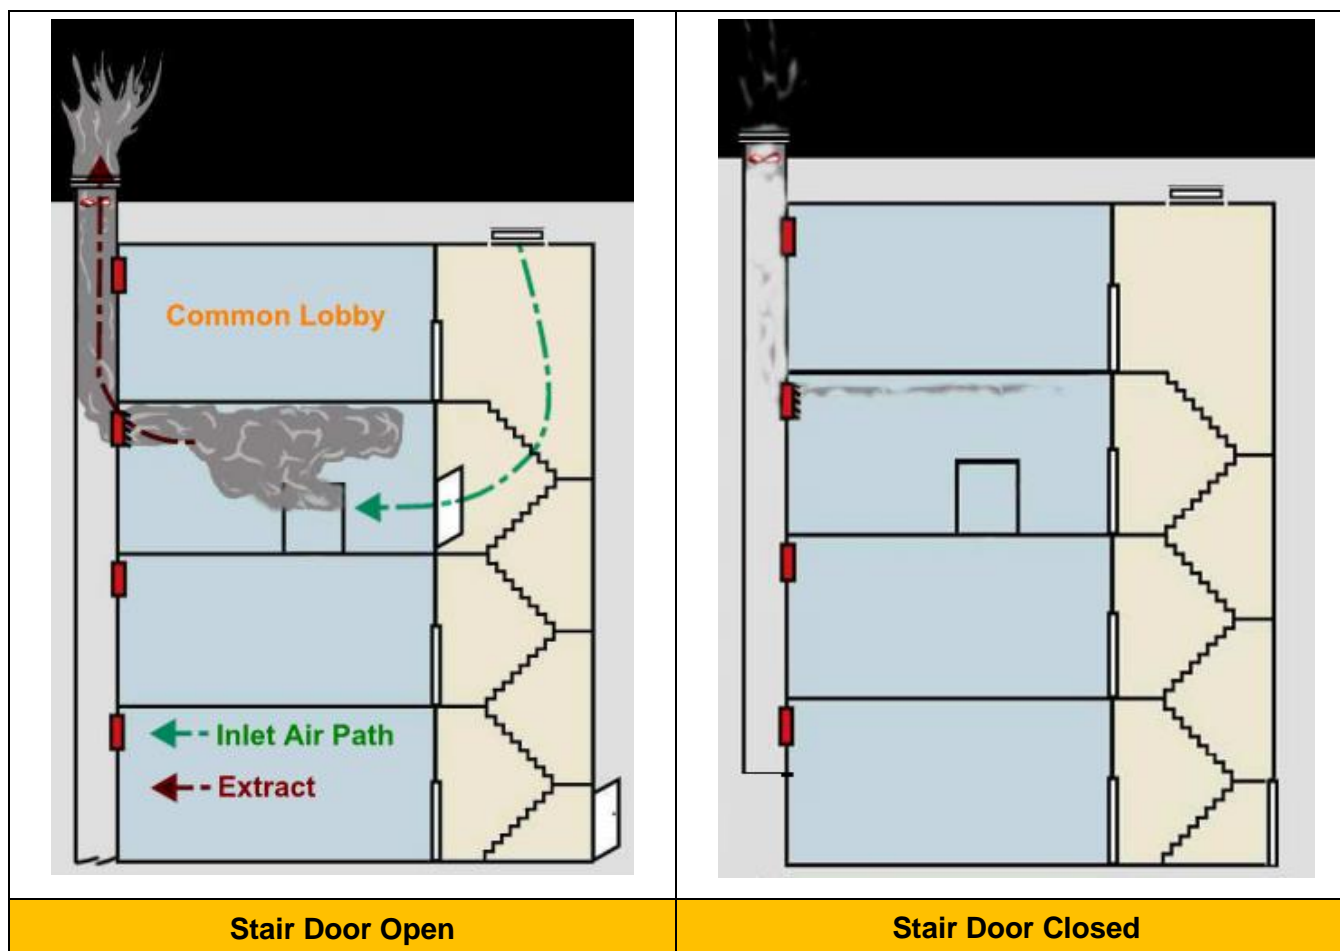 Common Lobby
Inlet Air Path
Extract
Stair Door Open
Stair Door Closed